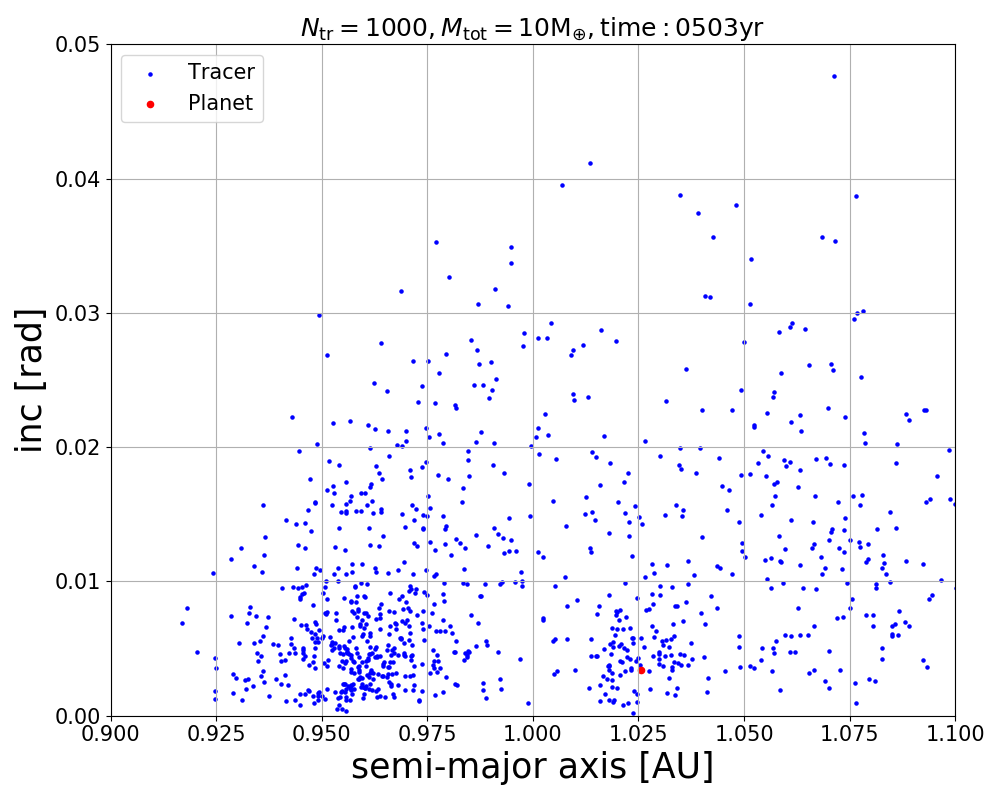 N_tr = 1000, M_tot = 10M_⊕, time : 0503yr
Tracer
Planet
inc [rad]
0.05
0.04
0.03
0.02
0.01
0.00
0.900 0.925 0.950 0.975 1.000 1.025 1.050 1.075 1.100
semi-major axis [AU]